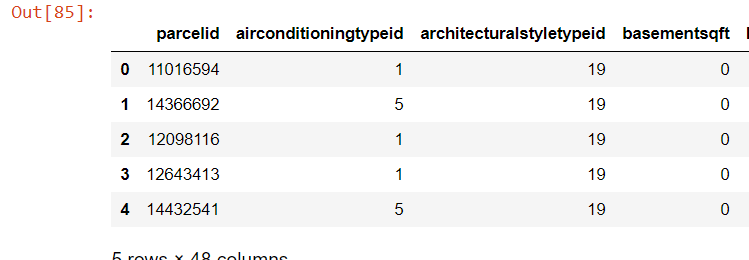 Out[85]:
parcelid airconditioningtypeid architecturalstyletypeid basementsqft
0 11016594 1 19 0
1 14366692 5 19 0
2 12098116 1 19 0
3 12643413 1 19 0
4 14432541 5 19 0
5 rows × 48 columns